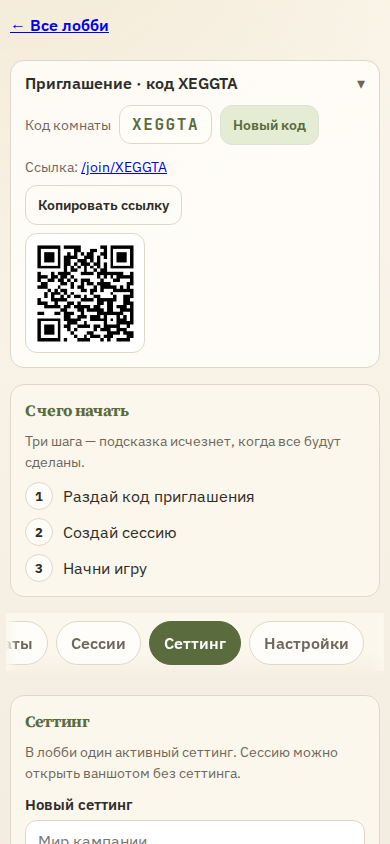 ← Все лобби
Приглашение · код XEGGTA ▼
Код комнаты XEGGTA Новый код
Ссылка: /join/XEGGTA
Копировать ссылку
С чего начать
Три шага — подсказка исчезнет, когда все будут
сделаны.
1 Раздай код приглашения
2 Создай сессию
3 Начни игру
аты Сессии Сеттинг Настройки
Сеттинг
В лобби один активный сеттинг. Сессию можно
открыть ваншотом без сеттинга.
Новый сеттинг
Мир кампании